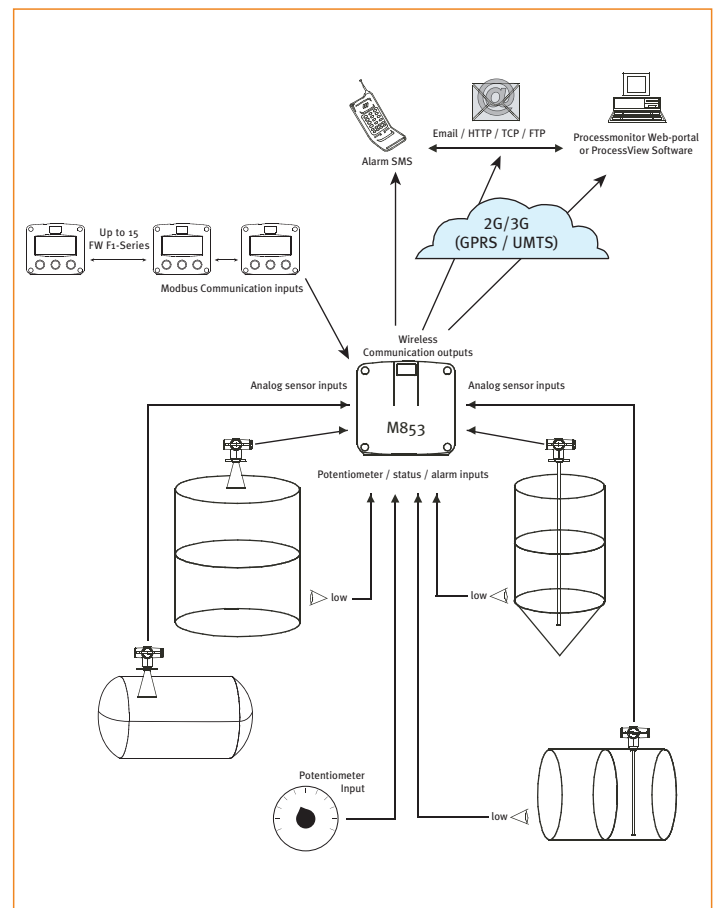 Email / HTTP / TCP / FTP
Alarm SMS
Processmonitor Web-portal
or ProcessView Software
2G/3G
(GPRS / UMTS)
Up to 15
FW F1-Series
Modbus Communication inputs
Wireless
Communication outputs
Analog sensor inputs
Analog sensor inputs
M853
Potentiometer / status / alarm inputs
low
low
Potentiometer
Input
low